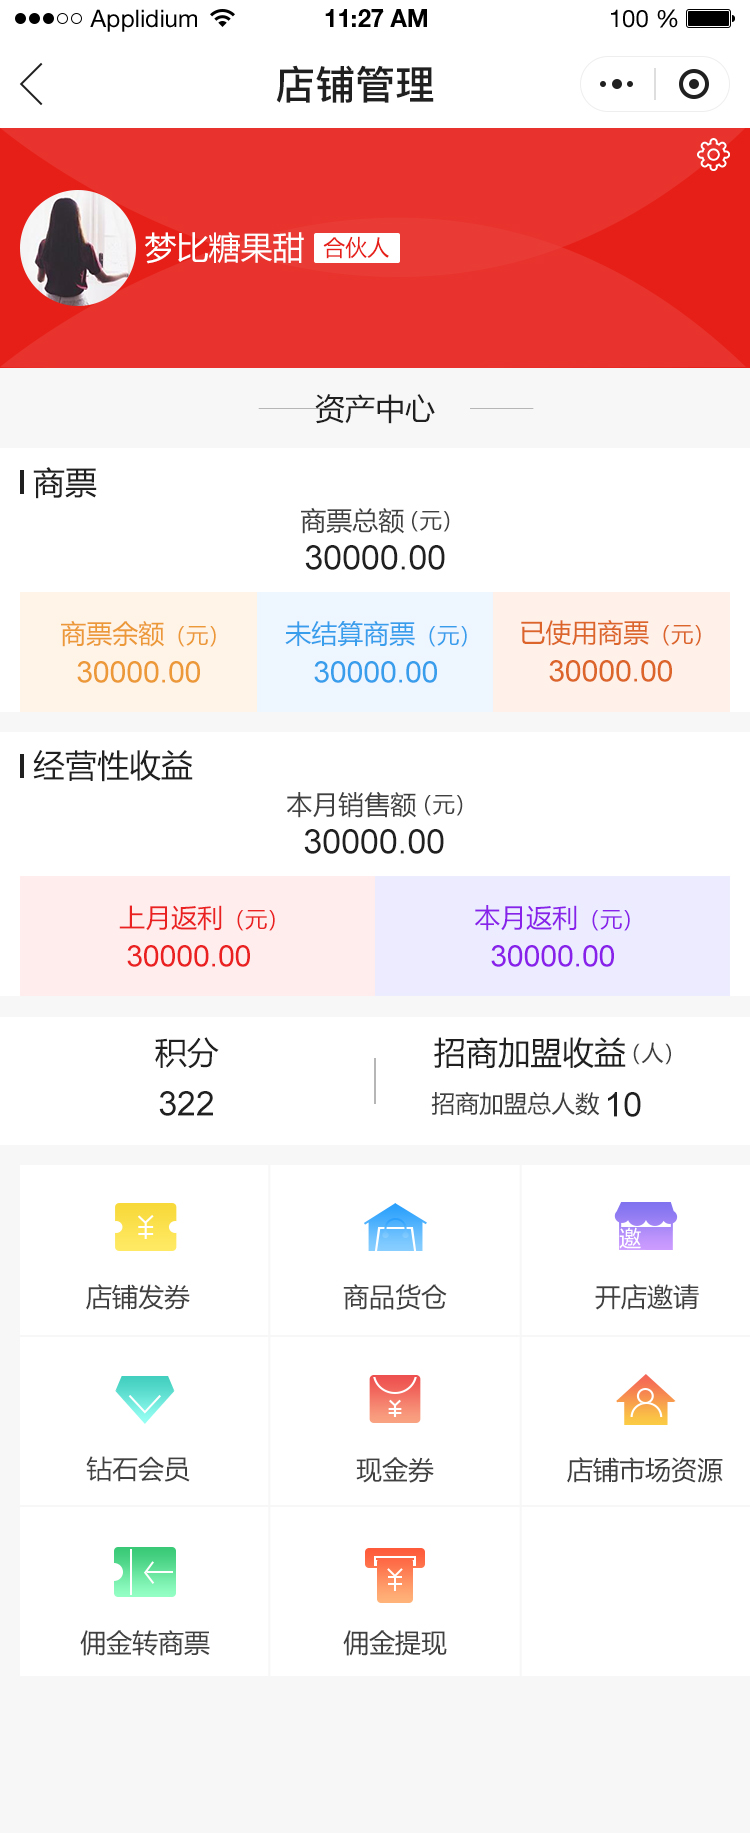 Applidium 11:27 AM 100 %
店铺管理
梦比糖果甜 合伙人
资产中心
商票
商票总额(元)
30000.00
商票余额 (元) 未结算商票 (元) 已使用商票 (元)
30000.00 30000.00 30000.00
经营性收益
本月销售额(元)
30000.00
上月返利 (元) 本月返利 (元)
30000.00 30000.00
积分 招商加盟收益(人)
322 招商加盟总人数 10
¥ 邀
店铺发券 商品货仓 开店邀请
¥
钻石会员 现金券 店铺市场资源
¥
佣金转商票 佣金提现